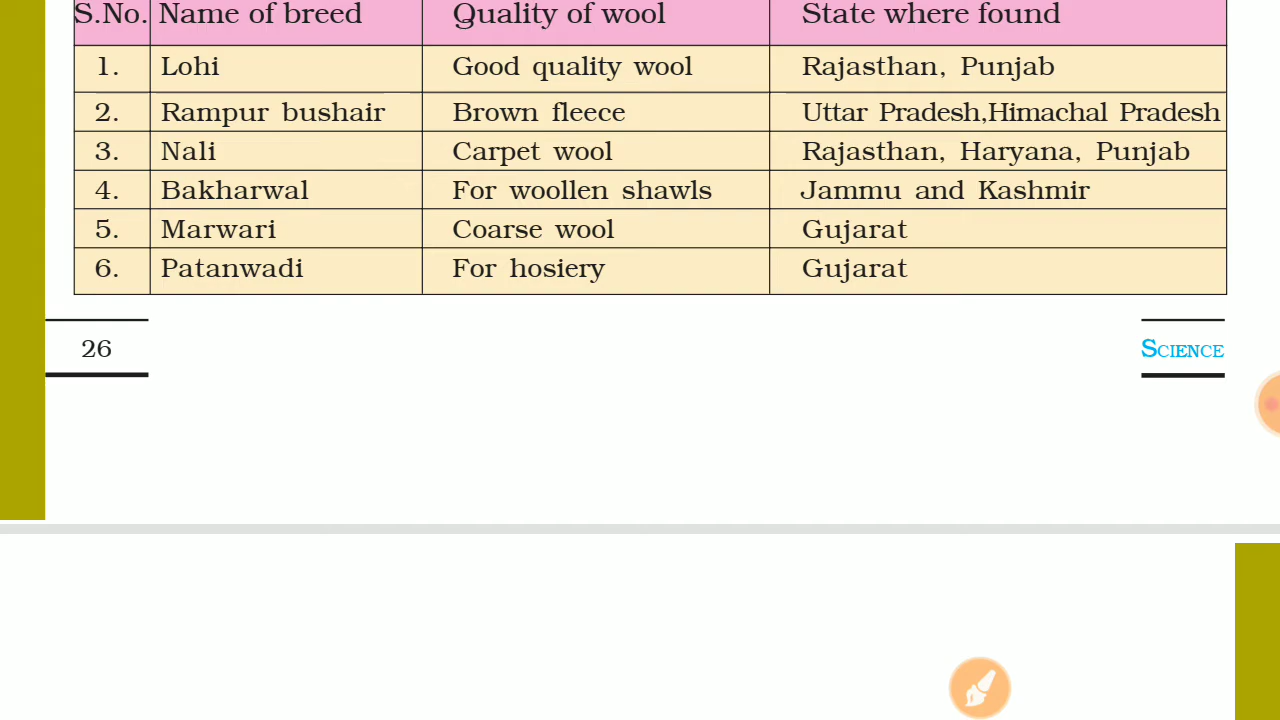 S.No. Name of breed Quality of wool State where found
1. Lohi Good quality wool Rajasthan, Punjab
2. Rampur bushair Brown fleece Uttar Pradesh,Himachal Pradesh
3. Nali Carpet wool Rajasthan, Haryana, Punjab
4. Bakharwal For woollen shawls Jammu and Kashmir
5. Marwari Coarse wool Gujarat
6. Patanwadi For hosiery Gujarat
26 SCIENCE